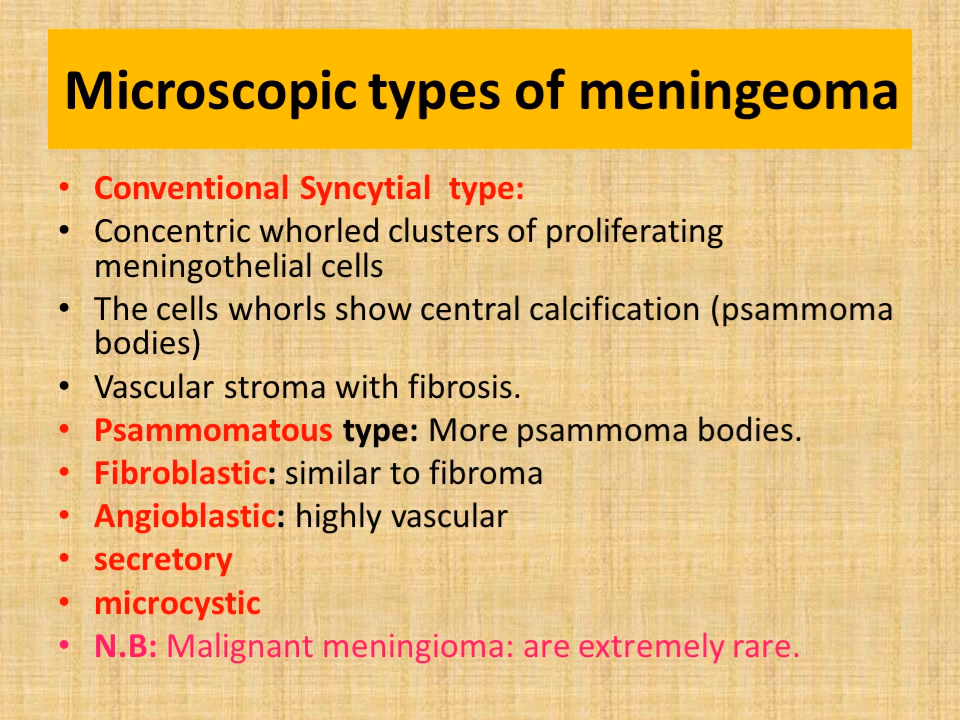 Microscopic types of meningeoma
• Conventional Syncytial type:
• Concentric whorled clusters of proliferating
meningothelial cells
• The cells whorls show central calcification (psammoma
bodies)
• Vascular stroma with fibrosis.
• Psammomatous type: More psammoma bodies.
• Fibroblastic: similar to fibroma
• Angioblastic: highly vascular
• secretory
• microcystic
• N.B: Malignant meningioma: are extremely rare.